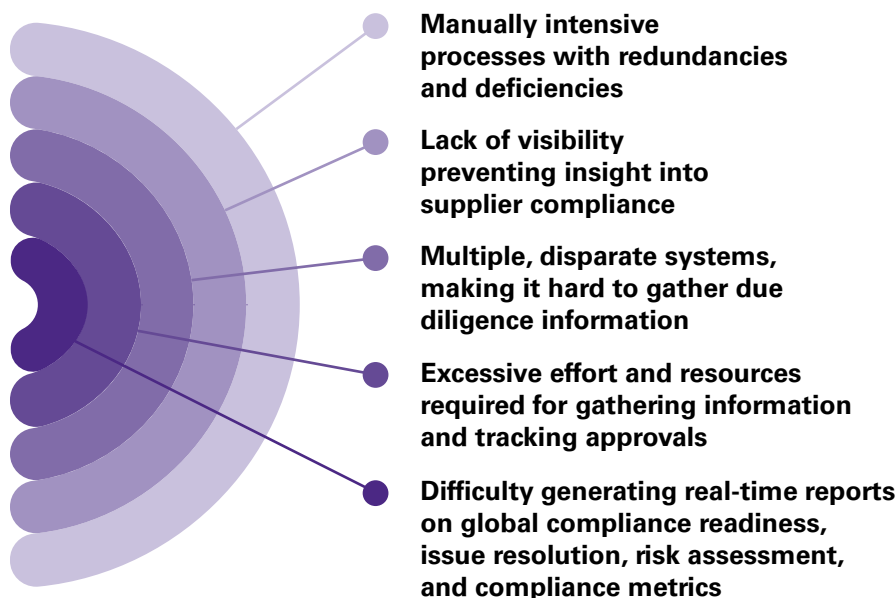 Manually intensive
processes with redundancies
and deficiencies
Lack of visibility
preventing insight into
supplier compliance
Multiple, disparate systems,
making it hard to gather due
diligence information
Excessive effort and resources
required for gathering information
and tracking approvals
Difficulty generating real-time reports
on global compliance readiness,
issue resolution, risk assessment,
and compliance metrics